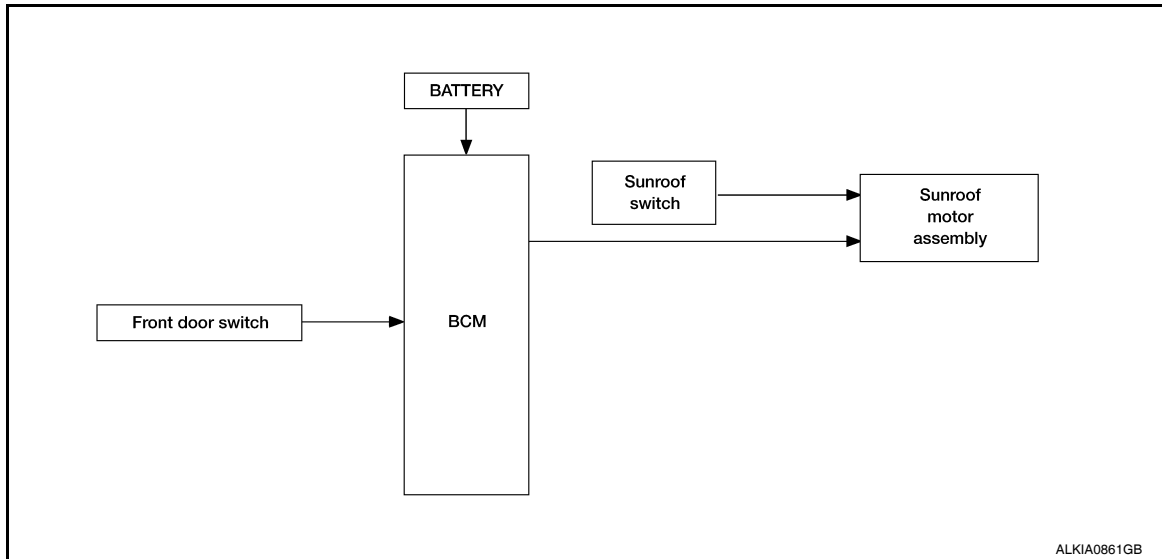 BATTERY
Sunroof
switch
Sunroof
motor
assembly
Front door switch
BCM
ALKIA0861GB